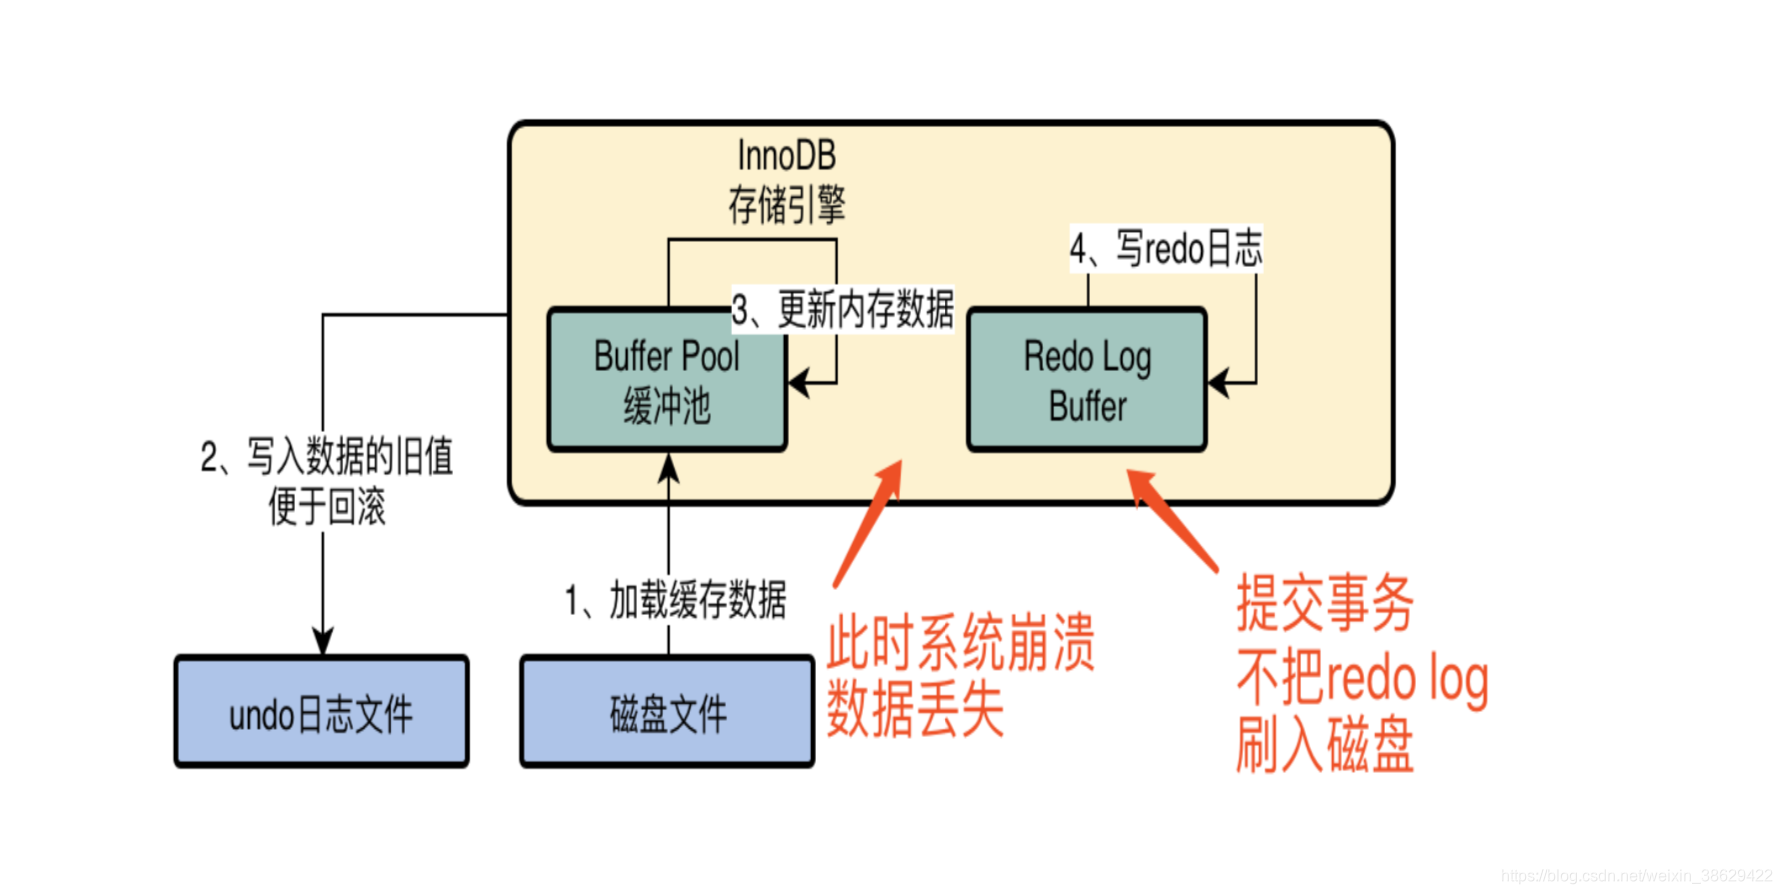 InnoDB
存储引擎
4、写redo日志
3、更新内存数据
Buffer Pool
缓冲池
Redo Log
Buffer
2、写入数据的旧值
便于回滚
1、加载缓存数据
此时系统崩溃
数据丢失
提交事务
不把redo log
刷入磁盘
undo日志文件
磁盘文件
https://blog.csdn.net/weixin_38629422